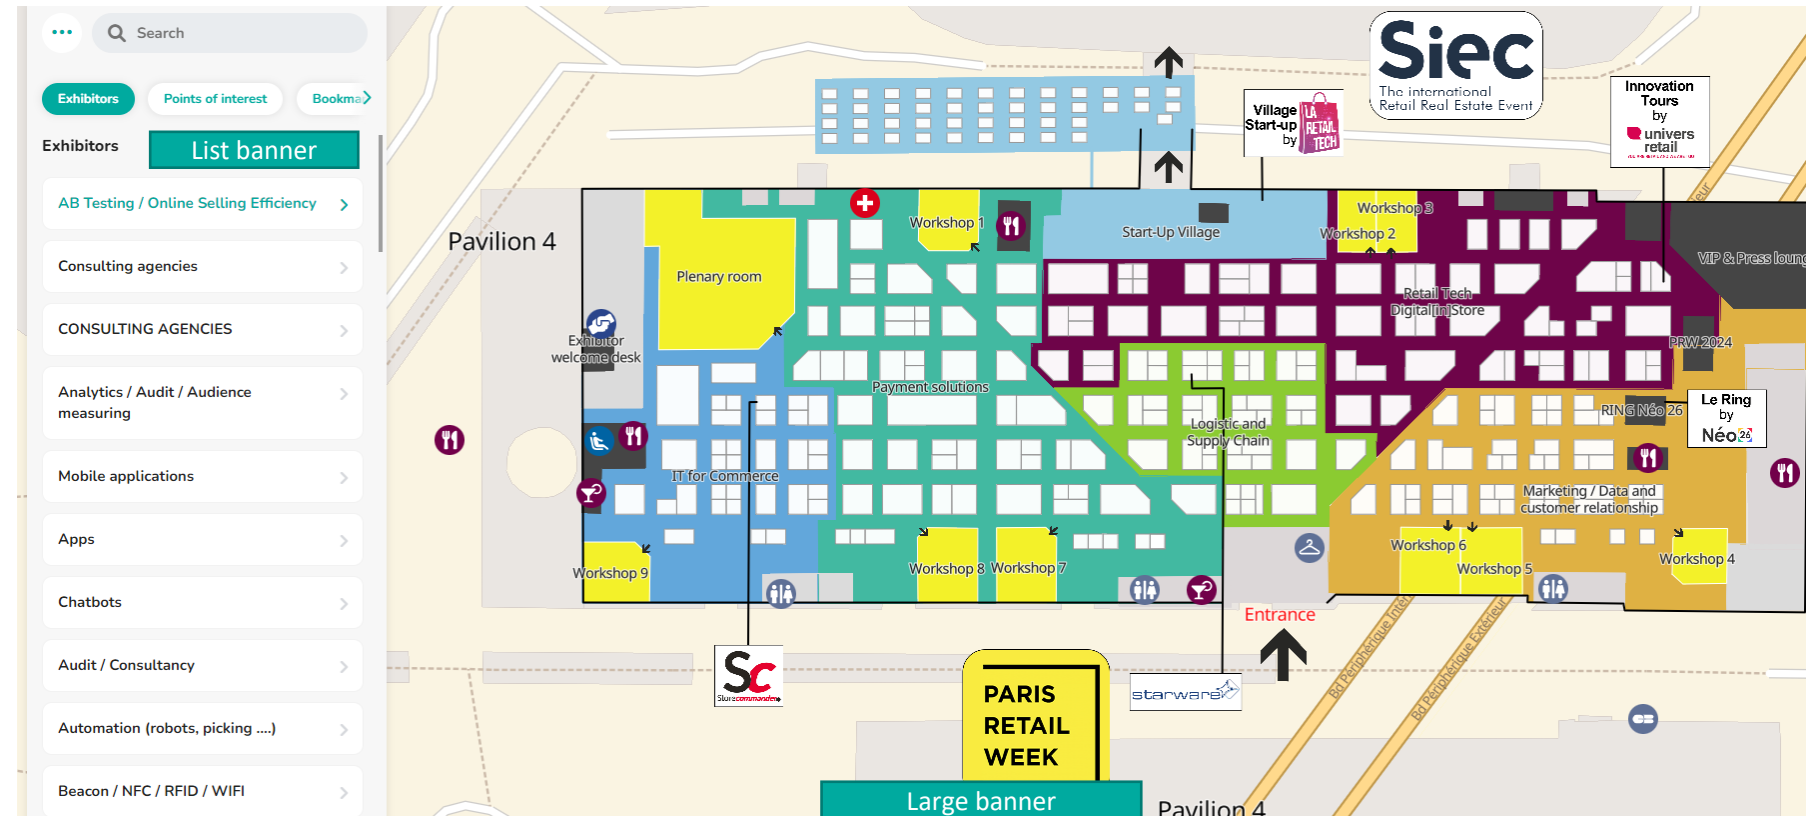 Search
Exhibitors
Points of interest
Bookma
Exhibitors
List banner
AB Testing / Online Selling Efficiency
Consulting agencies
CONSULTING AGENCIES
Analytics / Audit / Audience
measuring
Mobile applications
Apps
Chatbots
Audit / Consultancy
Automation (robots, picking ....)
Beacon / NFC / RFID / WIFI
Siec
The international
Retail Real Estate Event
Village
Start-up
by
LA
RETAIL
TECH
Innovation
Tours
by
univers
retail
Pavilion 4
Workshop 1
Start-Up Village
Workshop 3
Workshop 2
VIP & Press loung
Plenary room
Retail Tech
Digital[in]Store
Exhibitor
welcome desk
PRW 2024
Payment solutions
RING Néo 26
Le Ring
by
Néo26
Logistic and
Supply Chain
IT for Commerce
Marketing / Data and
customer relationship
Workshop 9
Workshop 8
Workshop 7
Workshop 6
Workshop 5
Workshop 4
Entrance
Bd Périphérique Intér
Bd Périphérique Extérieur
ieur
SC
Storecommander
starware
PARIS
RETAIL
WEEK
Large banner
Pavilion 4